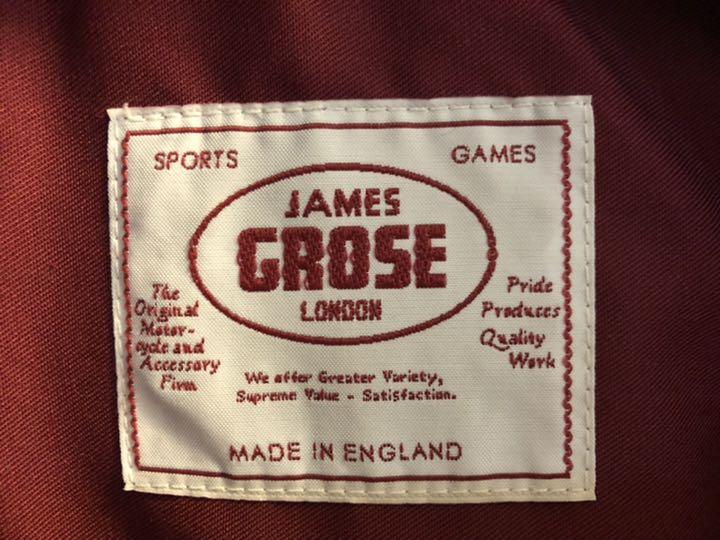 SPORTS
GAMES
JAMES
GROSE
LONDON
The
Original
Motor-
cycle and
Accessory
Firm
Pride
Produces
Quality
Work
We offer Greater Variety,
Supreme Value - Satisfaction.
MADE IN ENGLAND